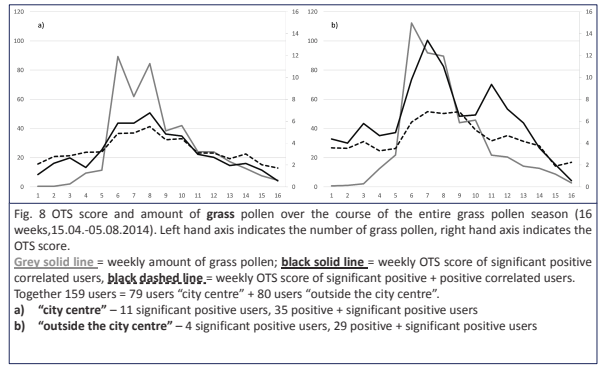 120 16 120 16
a) b)
14 14
100 100
12 12
80 10 80 10
60 8 60 8
6 6
40 40
4 4
20 20
2 2
0 0 0 0
1 2 3 4 5 6 7 8 9 10 11 12 13 14 15 16 1 2 3 4 5 6 7 8 9 10 11 12 13 14 15 16
Fig. 8 OTS score and amount of grass pollen over the course of the entire grass pollen season (16
weeks,15.04.-05.08.2014). Left hand axis indicates the number of grass pollen, right hand axis indicates the
OTS score.
Grey solid line = weekly amount of grass pollen; black solid line = weekly OTS score of significant positive
correlated users, black dashed line = weekly OTS score of significant positive + positive correlated users.
Together 159 users = 79 users “city centre” + 80 users “outside the city centre”.
a) “city centre” – 11 significant positive users, 35 positive + significant positive users
b) “outside the city centre” – 4 significant positive users, 29 positive + significant positive users